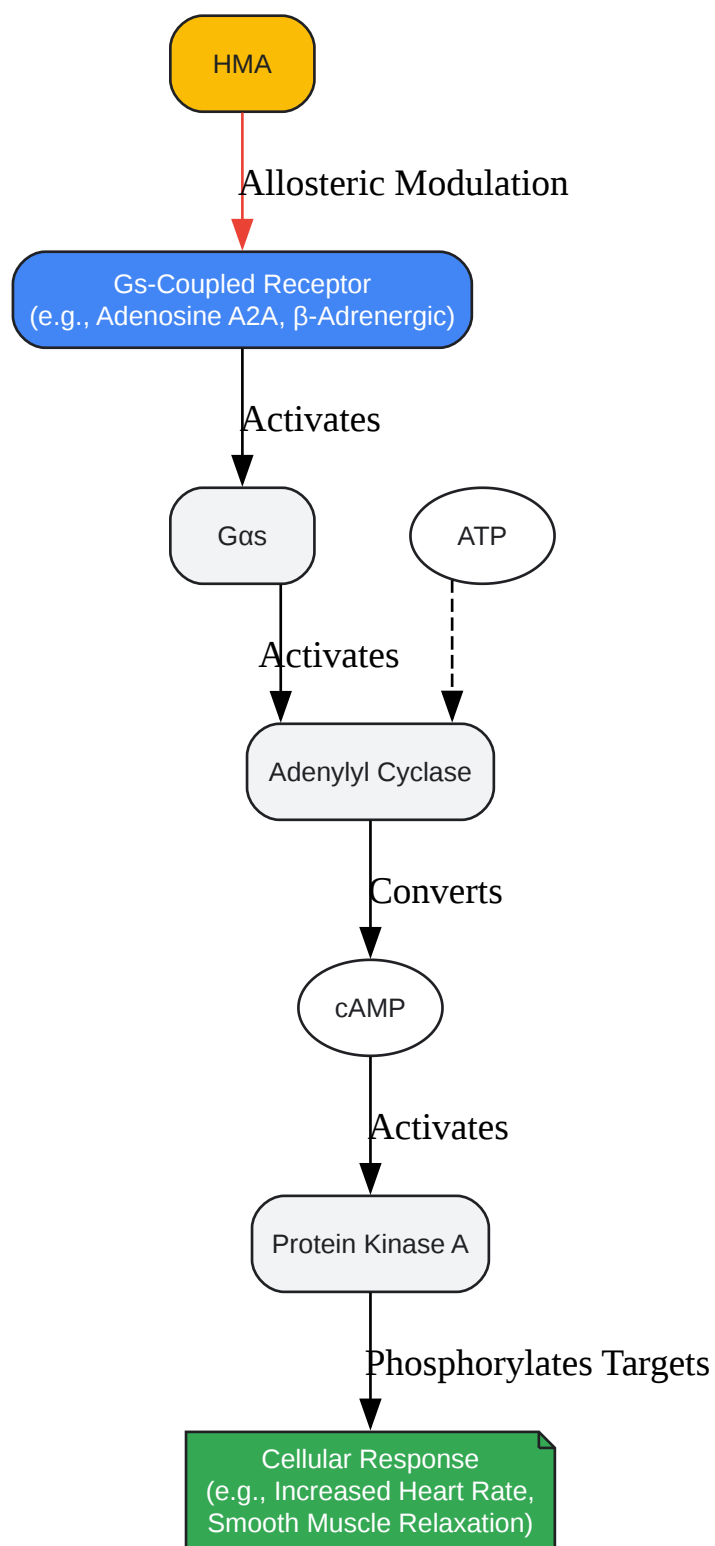 HMA
Allosteric Modulation
Gs-Coupled Receptor
(e.g., Adenosine A2A, β-Adrenergic)
Activates
Gαs
ATP
Activates
Adenylyl Cyclase
Converts
cAMP
Activates
Protein Kinase A
Phosphorylates Targets
Cellular Response
(e.g., Increased Heart Rate,
Smooth Muscle Relaxation)